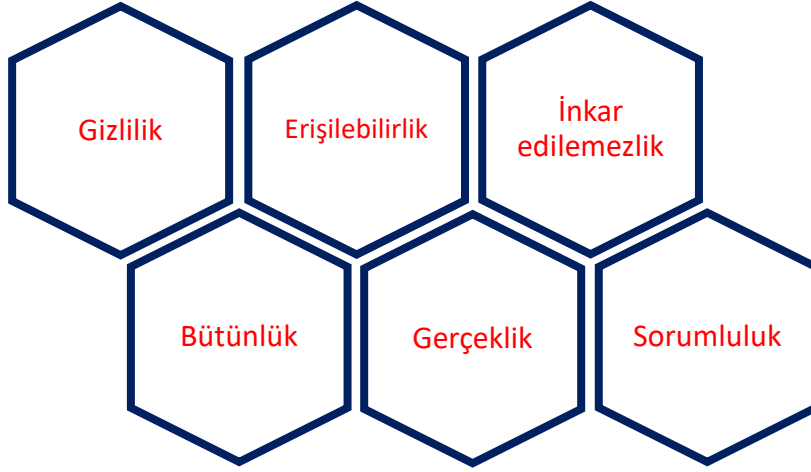 Gizlilik
Erişilebilirlik
İnkar
edilemezlik
Bütünlük
Gerçeklik
Sorumluluk